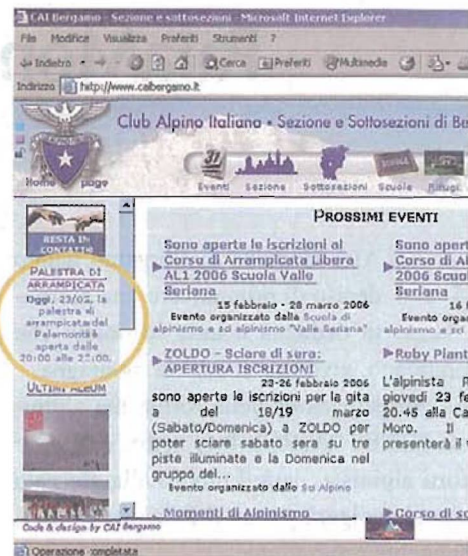 CAI Bergamo - Sezione e sottosezioni - Microsoft Internet Explorer
File Modifica Visualizza Preferiti Strumenti ?
Indietro Cerca Preferiti Multimedia
Indirizzo http://www.caibergamo.it
Club Alpino Italiano • Sezione e Sottosezioni di Be
31
SCUOLA
Home page
Eventi Sezione Sottosezioni Scuole Rifugi
RESTA IN
CONTATTO
PALESTRA DI
ARRAMPICATA
Oggi, 23/02, la
palestra di
arrampicata del
Palamonti è
aperta dalle
20:00 alle
ULTIMI ALBUM
PROSSIMI EVENTI
Sono aperte le iscrizioni al
Corso di Arrampicata Libera
AL1 2006 Scuola Valle
Seriana
15 febbraio - 28 marzo 2006
Evento organizzato dalla Scuola di
alpinismo e sci alpinismo "Valle Seriana"
ZOLDO - Sciare di sera:
APERTURA ISCRIZIONI
23-26 febbraio 2006
sono aperte le iscrizioni per la gita
a del 18/19 marzo
(Sabato/Domenica) a ZOLDO per
poter sciare sabato sera su tre
piste illuminate e la Domenica nel
gruppo del...
Evento organizzato dallo Sci Alpino
Momenti di Alpinismo
Sono apert
Corso di Al
2006 Scuo
Seriana
16 f
Evento orga
alpinismo e sci
Roby Piant
L'alpinista P
giovedì 23 fe
20.45 alla Ca
Moro. Il
presenterà il
Corso di sc
Code & design by CAI Bergamo
Operazione completata